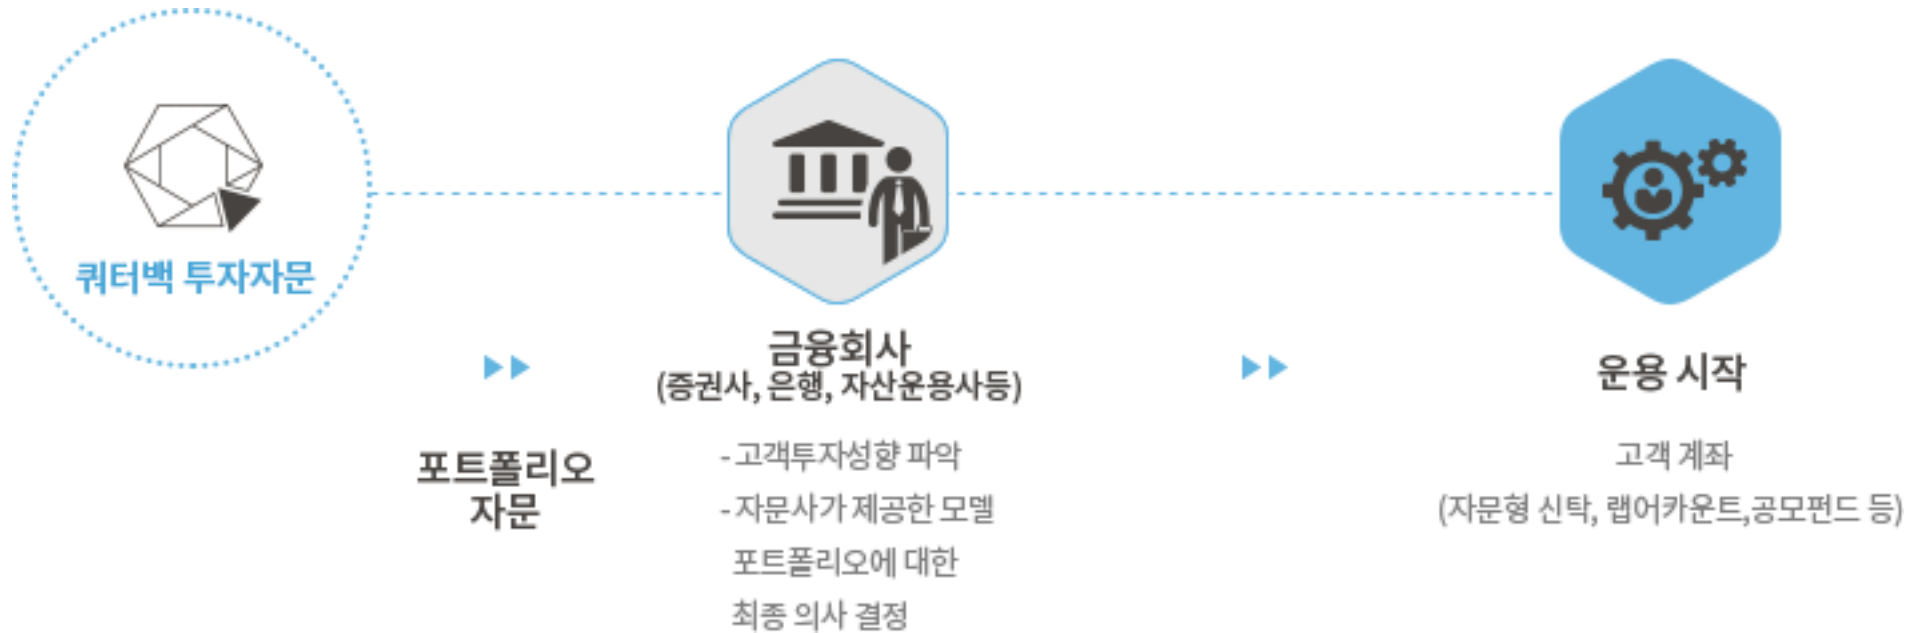 쿼터백 투자자문
포트폴리오
자문
금융회사
(증권사, 은행, 자산운용사등)
- 고객투자성향 파악
- 자문사가 제공한 모델
포트폴리오에 대한
최종 의사 결정
운용 시작
고객 계좌
(자문형 신탁, 랩어카운트,공모펀드 등)